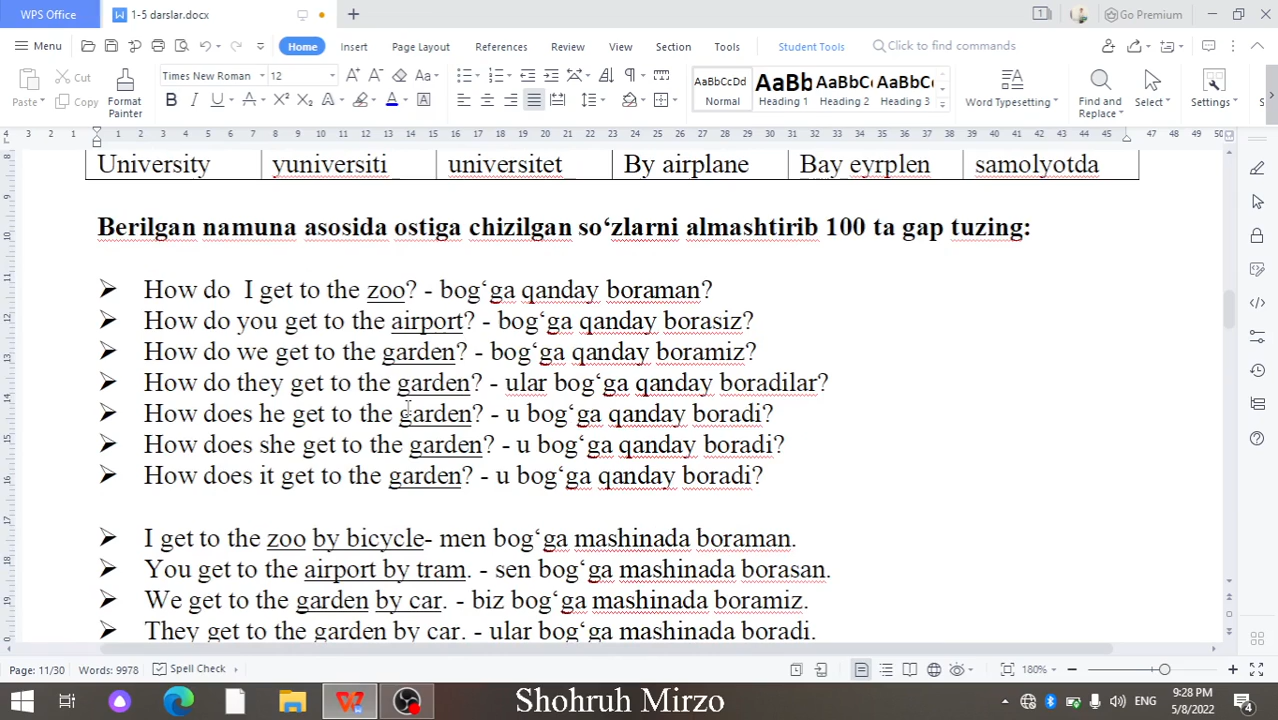 WPS Office
1-5 darslar.docx
Go Premium
Menu Home Insert Page Layout References Review View Tools Section Tools Student Tools Click to find commands
Paste Cut Copy Format Painter Times New Roman 12 AaBbCcDd Normal AaBb Heading 1 AaBbC Heading 2 AaBbC Heading 3 Word Typesetting Find and Replace Select Settings
University yuniversiti universitet By airplane Bay eyrplen samolyotda
Berilgan namuna asosida ostiga chizilgan so‘zlarni almashtirib 100 ta gap tuzing:
➢ How do I get to the zoo? - bog‘ga qanday boraman?
➢ How do you get to the airport? - bog‘ga qanday borasiz?
➢ How do we get to the garden? - bog‘ga qanday boramiz?
➢ How do they get to the garden? - ular bog‘ga qanday boradilar?
➢ How does he get to the garden? - u bog‘ga qanday boradi?
➢ How does she get to the garden? - u bog‘ga qanday boradi?
➢ How does it get to the garden? - u bog‘ga qanday boradi?
➢ I get to the zoo by bicycle- men bog‘ga mashinada boraman.
➢ You get to the airport by tram. - sen bog‘ga mashinada borasan.
➢ We get to the garden by car. - biz bog‘ga mashinada boramiz.
➢ They get to the garden by car. - ular bog‘ga mashinada boradi.
Page: 11/30 Words: 9978 Spell Check 180%
Shohruh Mirzo
ENG
9:28 PM
5/8/2022
4